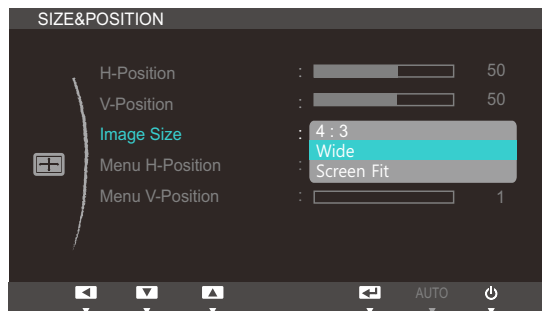 SIZE&POSITION
H-Position : 50
V-Position : 50
Image Size : 4 : 3
Wide
Menu H-Position : Screen Fit
Menu V-Position : 1
AUTO